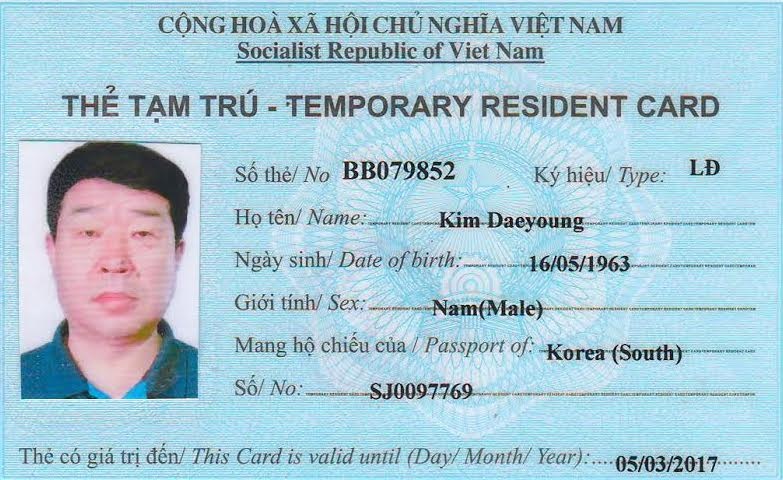 CỘNG HOÀ XÃ HỘI CHỦ NGHĨA VIỆT NAM
Socialist Republic of Viet Nam
THẺ TẠM TRÚ - TEMPORARY RESIDENT CARD
Số thẻ/ No BB079852 Ký hiệu/ Type: LĐ
Họ tên/ Name: Kim Daeyoung
Ngày sinh/ Date of birth: 16/05/1963
Giới tính/ Sex: Nam(Male)
Mang hộ chiếu của / Passport of: Korea (South)
Số/ No: SJ0097769
Thẻ có giá trị đến/ This Card is valid until (Day/ Month/ Year):....05/03/2017